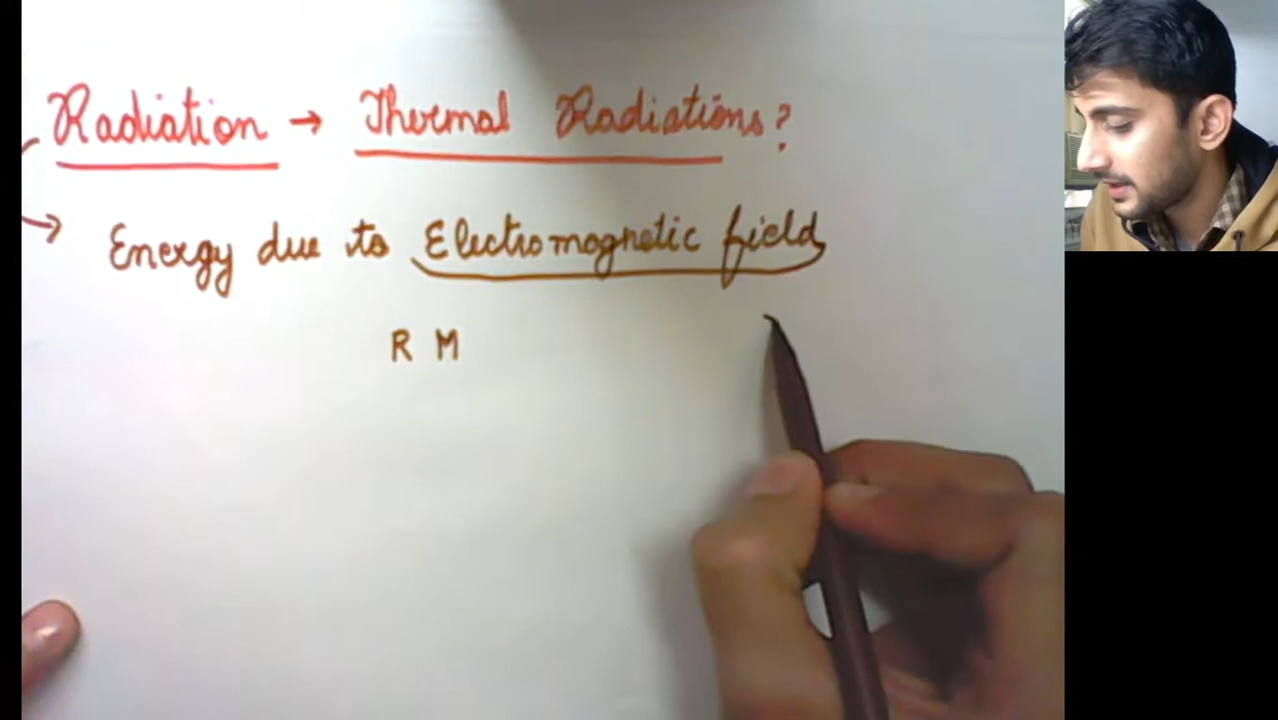 Radiation → Thermal Radiations?
→ Energy due to Electromagnetic field
R M